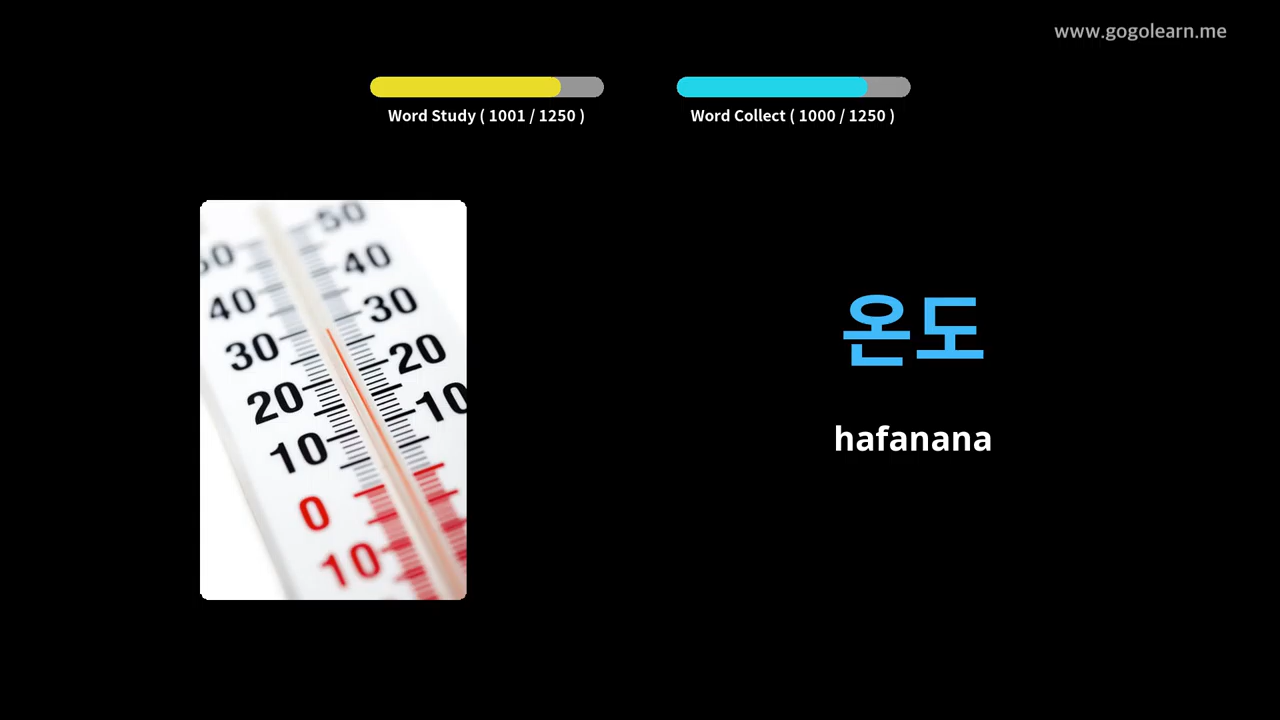 www.gogolearn.me
Word Study ( 1001 / 1250 )
Word Collect ( 1000 / 1250 )
50
50
40
40
30
30
20
20
10
10
0
10
온도
hafanana